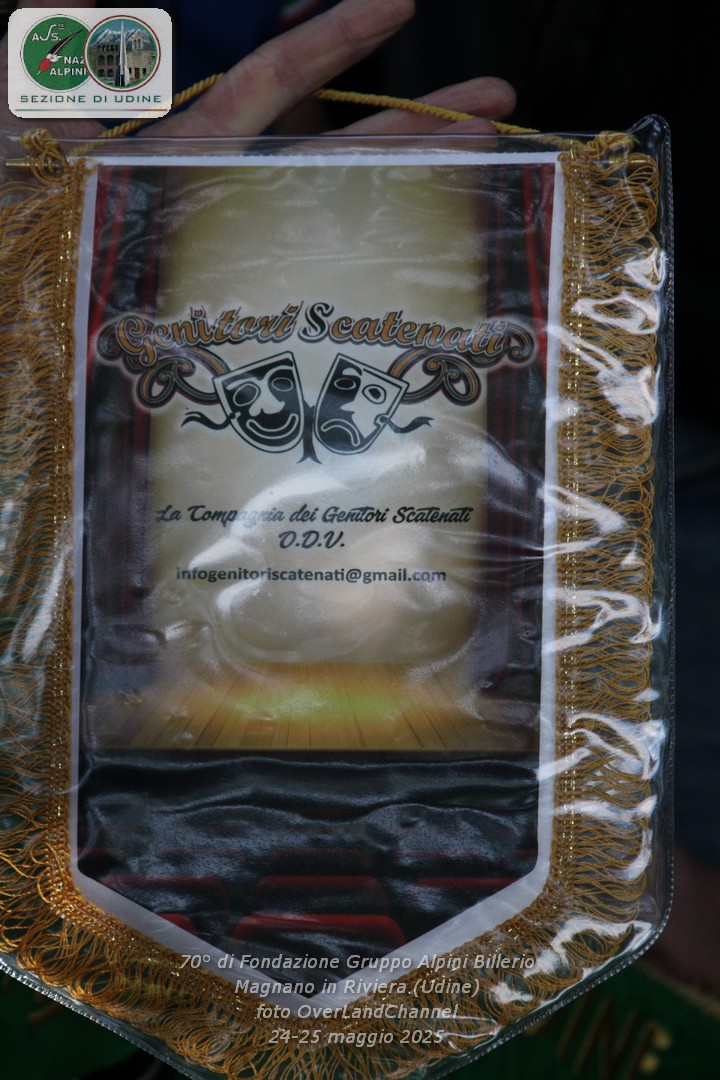 A.S.
NAZ
ALPINI
SEZIONE DI UDINE
Genitori Scatenati
La Compagnia dei Genitori Scatenati
O.D.V.
infogenitoriscatenati@gmail.com
70° di Fondazione Gruppo Alpini Billerio
Magnano in Riviera (Udine)
foto OverLandChannel
24-25 maggio 2025